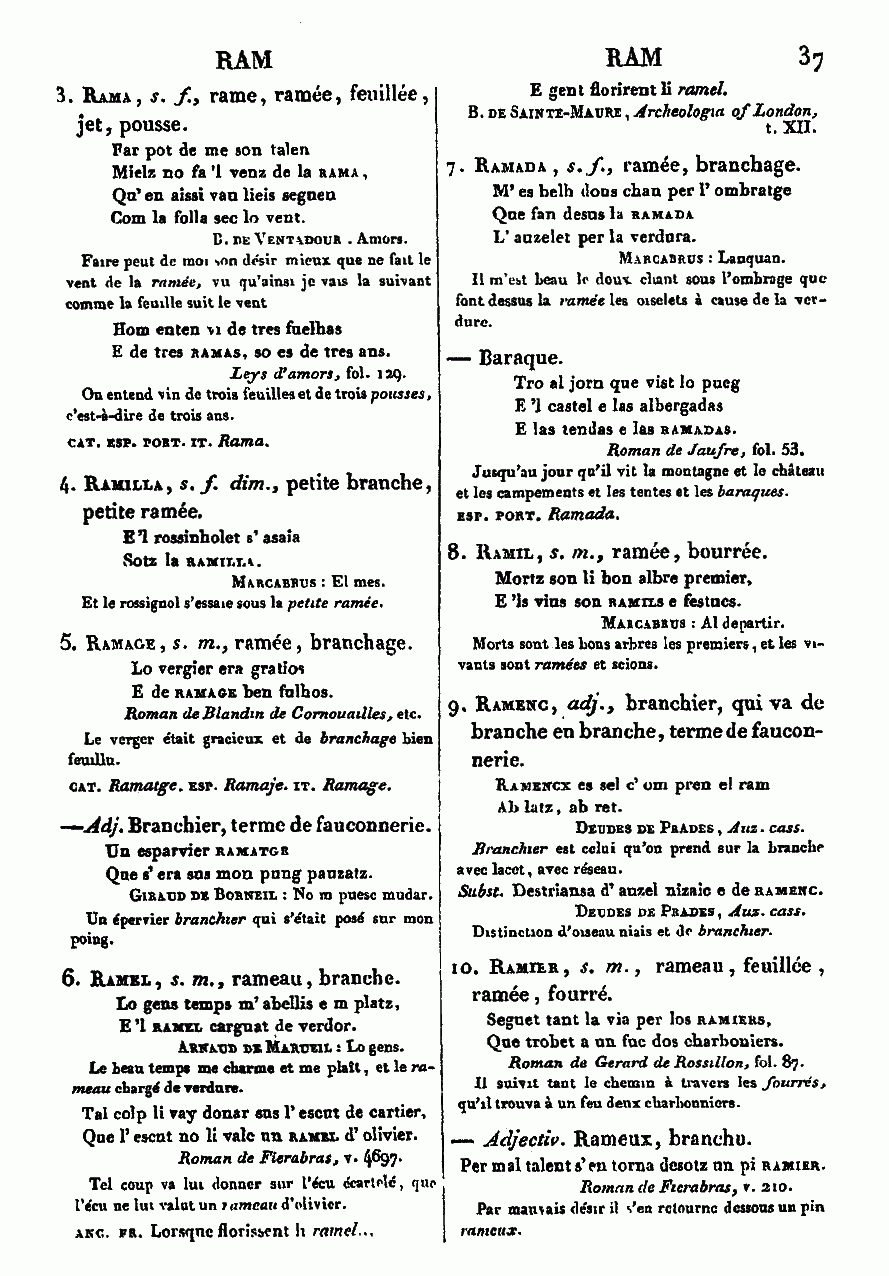 RAM
RAM 37
3. RAMA, s. f., rame, ramée, feuillée,
jet, pousse.
Far pot de me son talen
Mielz no fa 'l venz de la RAMA,
Qu' en aissi vau lieis seguen
Com la folla sec lo vent.
B. DE VENTADOUR. Amors.
Faire peut de moi son désir mieux que ne fait le
vent de la ramée, vu qu'ainsi je vais la suivant
comme la feuille suit le vent
Hom enten vi de tres fuelhas
E de tres RAMAS, so es de tres ans.
Leys d'amors, fol. 129.
On entend vin de trois feuilles et de trois pousses,
c'est-à-dire de trois ans.
CAT. ESP. PORT. IT. Rama.
4. RAMILLA, s. f. dim., petite branche,
petite ramée.
E 'l rossinholet s' asaia
Sotz la RAMILLA.
MARCABRUS : El mes.
Et le rossignol s'essaie sous la petite ramée.
5. RAMAGE, s. m., ramée, branchage.
Lo vergier era gratios
E de RAMAGE ben fulhos.
Roman de Blandin de Cornouailles, etc.
Le verger était gracieux et de branchage bien
feuillu.
CAT. Ramatge. ESP. Ramaje. IT. Ramage.
—Adj. Branchier, terme de fauconnerie.
Un esparvier RAMATGE
Que s' era sus mon pung pauzatz.
GIRAUD DE BORNEIL : No m puesc mudar.
Un épervier branchier qui s'était posé sur mon
poing.
6. RAMEL, s. m., rameau, branche.
Lo gens temps m' abellis e m platz,
E 'l RAMEL carguat de verdor.
ARNAUD DE MARUEIL : Lo gens.
Le beau temps me charme et me plaît, et le ra-
meau chargé de verdure.
Tal colp li vay donar sus l' escut de cartier,
Que l' escut no li valc un RAMEL d' olivier.
Roman de Fierabras, v. 4697.
Tel coup va lui donner sur l'écu écartelé, que
l'écu ne lui valut un rameau d'olivier.
ANC. FR. Lorsque florissent li ramel...
E gent florirent li ramel.
B. DE SAINTE-MAURE, Archeologia of London,
t. XII.
7. RAMADA, s. f., ramée, branchage.
M' es belh dous chan per l' ombratge
Que fan desus la RAMADA
L' auzelet per la verdura.
MARCABRUS : Lanquan.
Il m'est beau le doux chant sous l'ombrage que
font dessus la ramée les oiselets à cause de la ver-
dure.
— Baraque.
Tro al jorn que vist lo pueg
E 'l castel e las albergadas
E las tendas e las RAMADAS.
Roman de Jaufre, fol. 53.
Jusqu'au jour qu'il vit la montagne et le château
et les campements et les tentes et les baraques.
ESP. PORT. Ramada.
8. RAMIL, s. m., ramée, bourrée.
Mortz son li bon albre premier,
E 'ls vius son RAMILS e festucs.
MARCABRUS : Al departir.
Morts sont les bons arbres les premiers, et les vi-
vants sont ramées et scions.
9. RAMENC, adj., branchier, qui va de
branche en branche, terme de faucon-
nerie.
RAMENCX es sel c' om pren el ram
Ab latz, ab ret.
DEUDES DE PRADES, Auz. cass.
Branchier est celui qu'on prend sur la branche
avec lacet, avec réseau.
Subst. Destriansa d' auzel nizaic e de RAMENC.
DEUDES DE PRADES, Aus. cass.
Distinction d'oiseau niais et de branchier.
10. RAMIER, s. m., rameau, feuillée,
ramée, fourré.
Seguet tant la via per los RAMIERS,
Que trobet a un fuc dos charboniers.
Roman de Gerard de Rossillon, fol. 87.
Il suivit tant le chemin à travers les fourrés,
qu'il trouva à un feu deux charbonniers.
— Adjectiv. Rameux, branchu.
Per mal talent s' en torna desotz un pi RAMIER.
Roman de Fierabras, v. 210.
Par mauvais désir il s'en retourne dessous un pin
rameux.